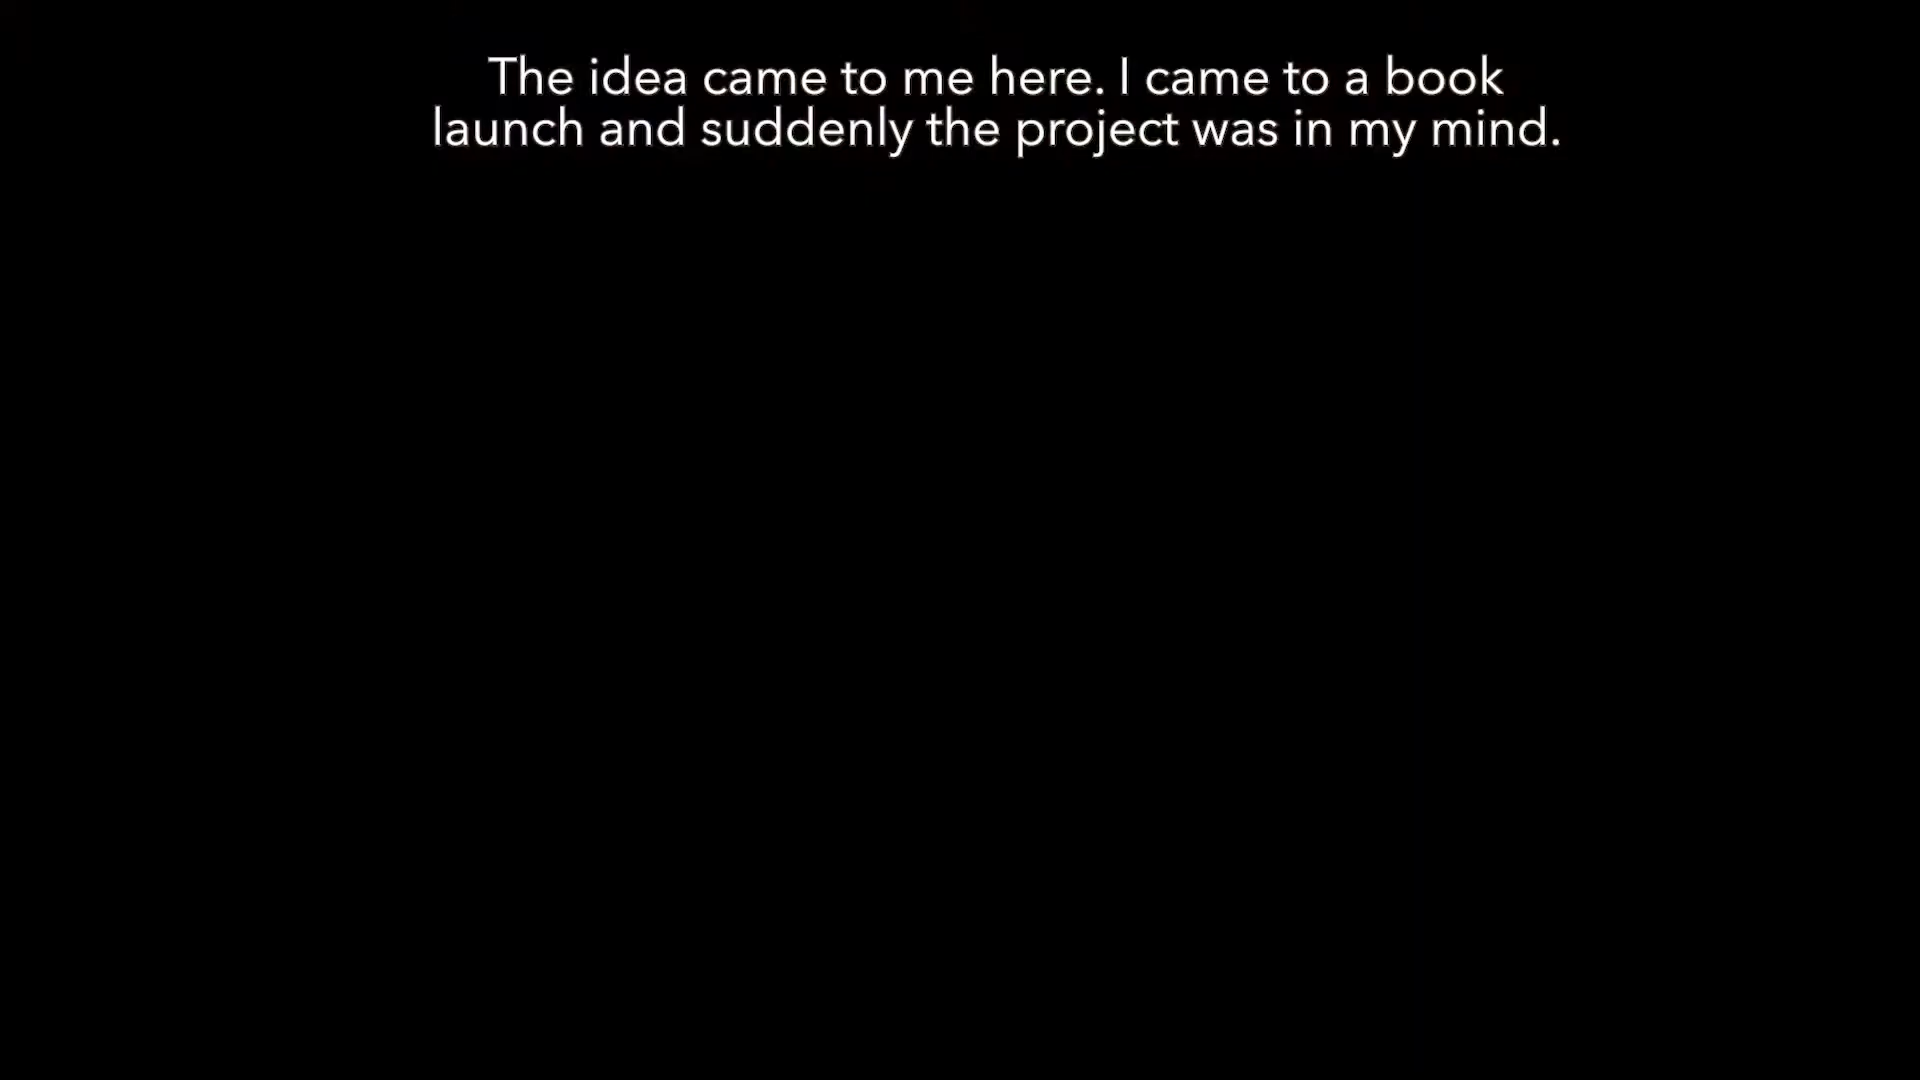 The idea came to me here. I came to a book
launch and suddenly the project was in my mind.